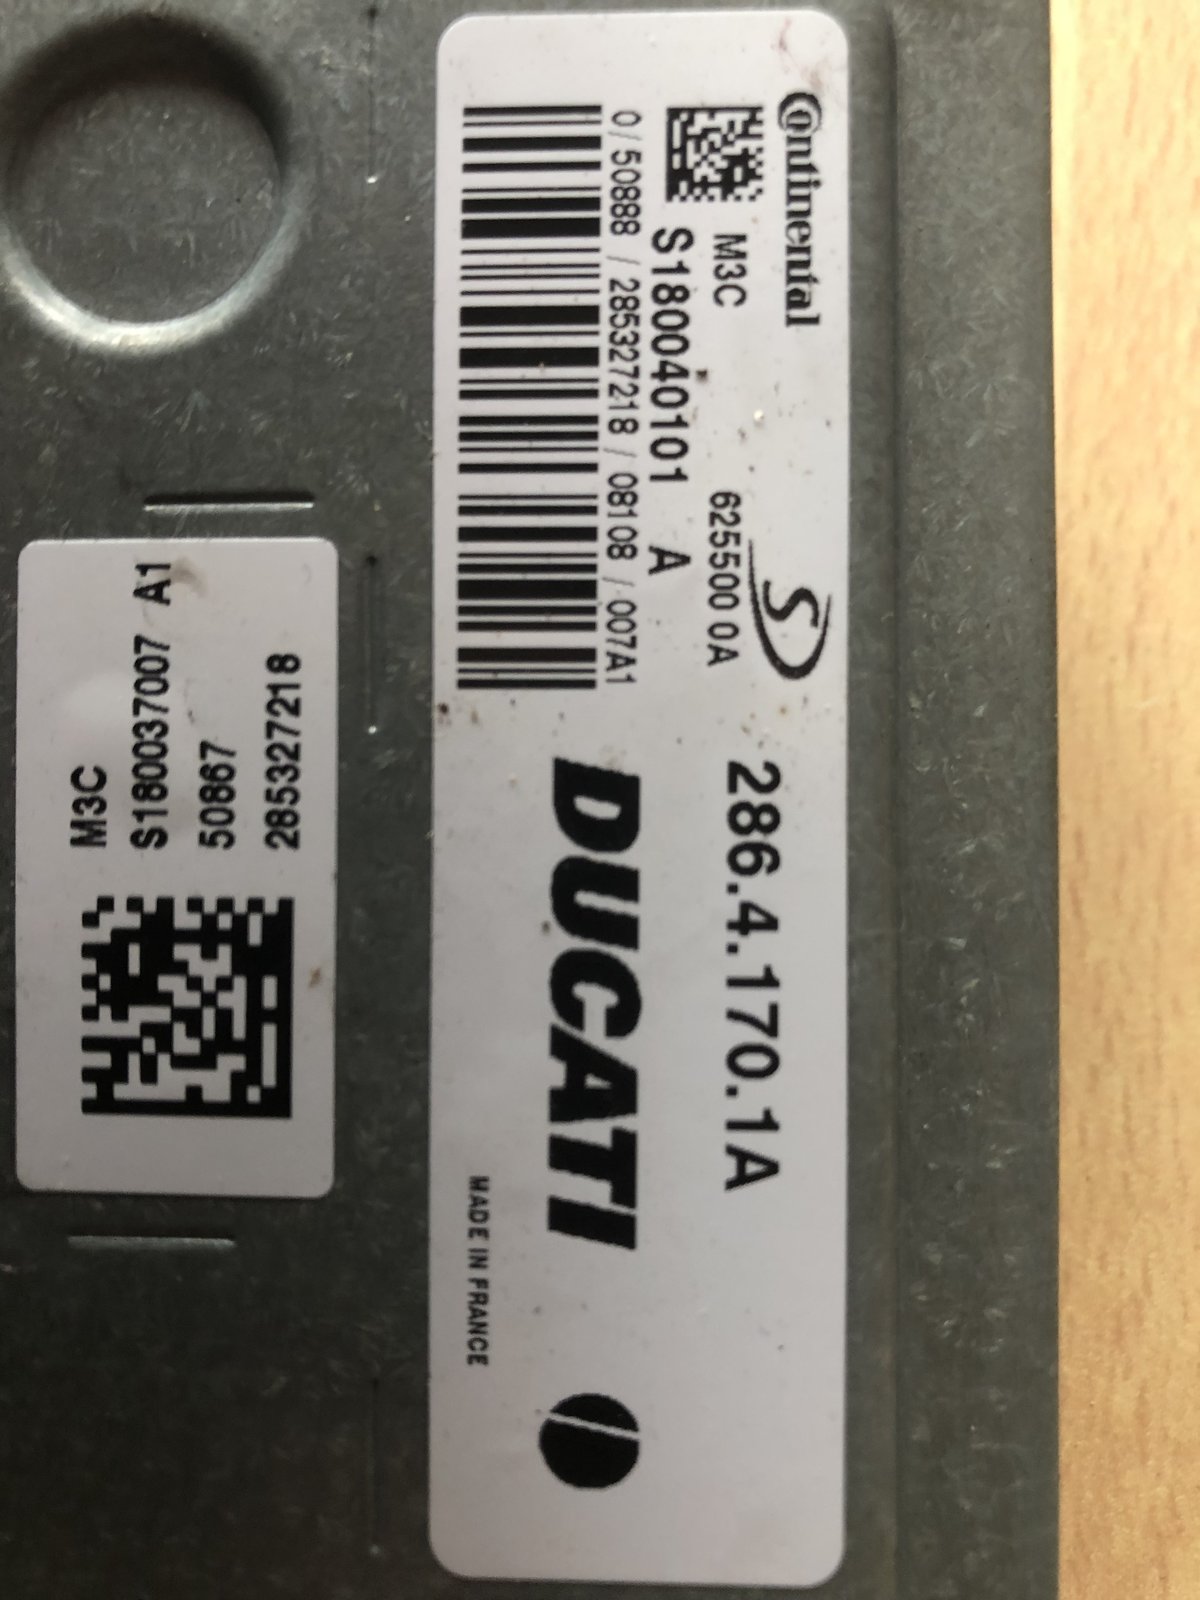 Continental
M3C
S180040101 A
0/50888 / 285327218 / 08108 / 007A1
S
625500 0A
286.4.170.1A
DUCATI
MADE IN FRANCE
M3C
S180037007 A1
50867
285327218